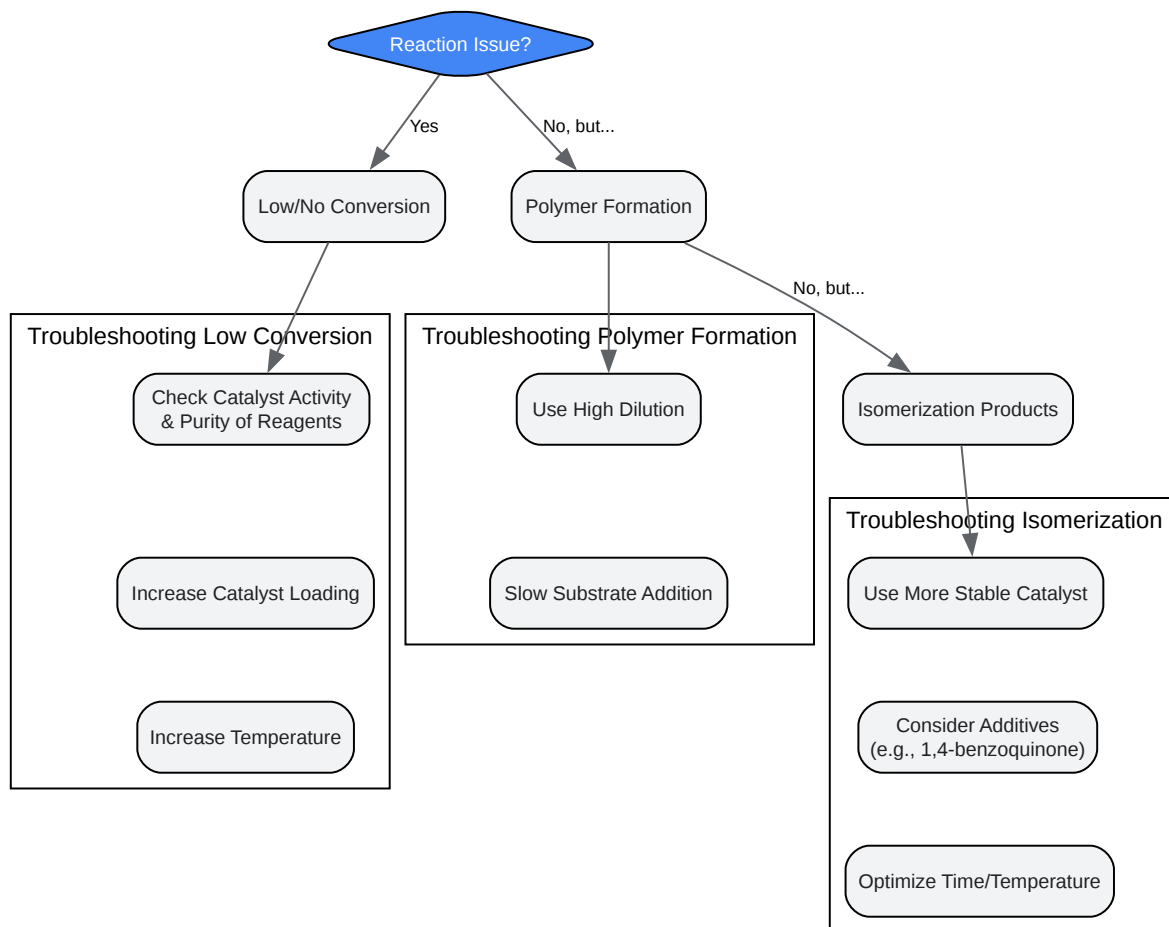 Reaction Issue?
Yes
No, but...
Low/No Conversion
Polymer Formation
No, but...
Troubleshooting Low Conversion
Check Catalyst Activity
& Purity of Reagents
Increase Catalyst Loading
Increase Temperature
Troubleshooting Polymer Formation
Use High Dilution
Slow Substrate Addition
Isomerization Products
Troubleshooting Isomerization
Use More Stable Catalyst
Consider Additives
(e.g., 1,4-benzoquinone)
Optimize Time/Temperature